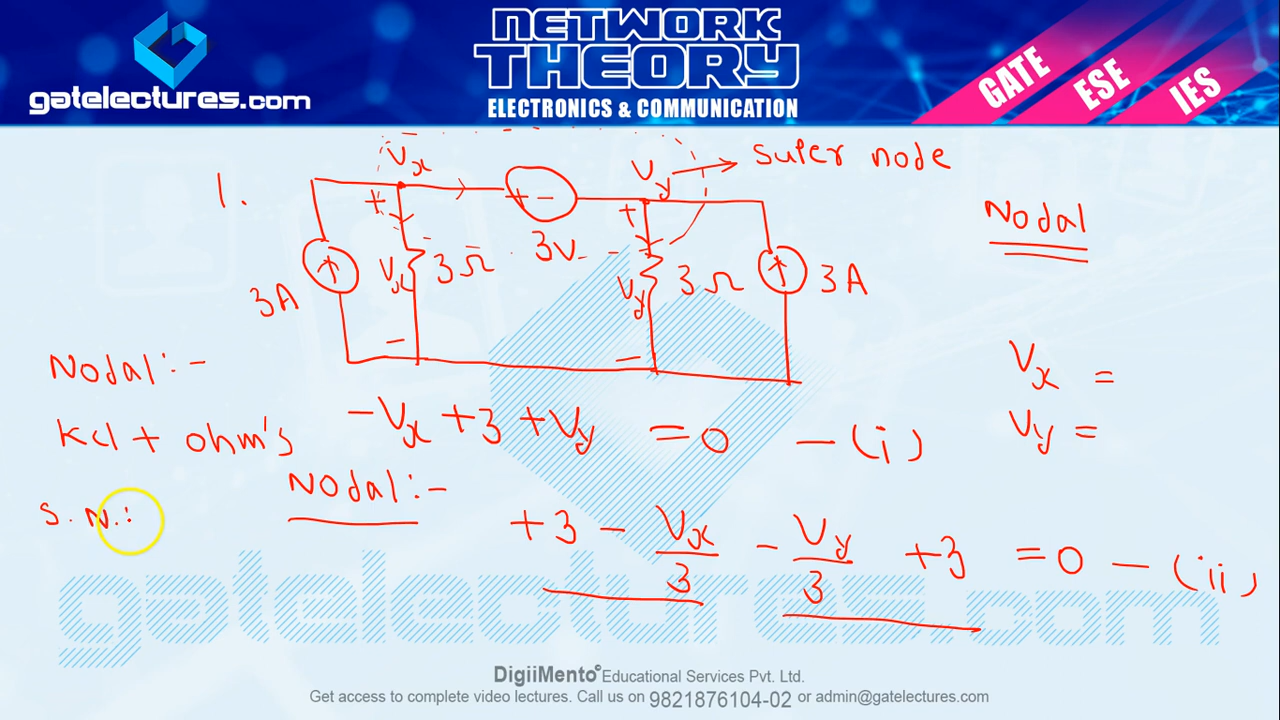 gatelectures.com
NETWORK
THEORY
ELECTRONICS & COMMUNICATION
GATE
ESE
IES
1.
Vx
Vy → Super node
Nodal
+
+ -
+
3A
Vx
3Ω
3V
-
Vy
3Ω
3A
-
-
Nodal:-
Vx =
Vy =
Kcl + ohm's
-Vx +3 +Vy = 0 - (i)
Nodal:-
S.N.:
+3 - Vx/3 - Vy/3 +3 = 0 - (ii)
gatelectures.com
DigiiMento© Educational Services Pvt. Ltd.
Get access to complete video lectures. Call us on 9821876104-02 or admin@gatelectures.com